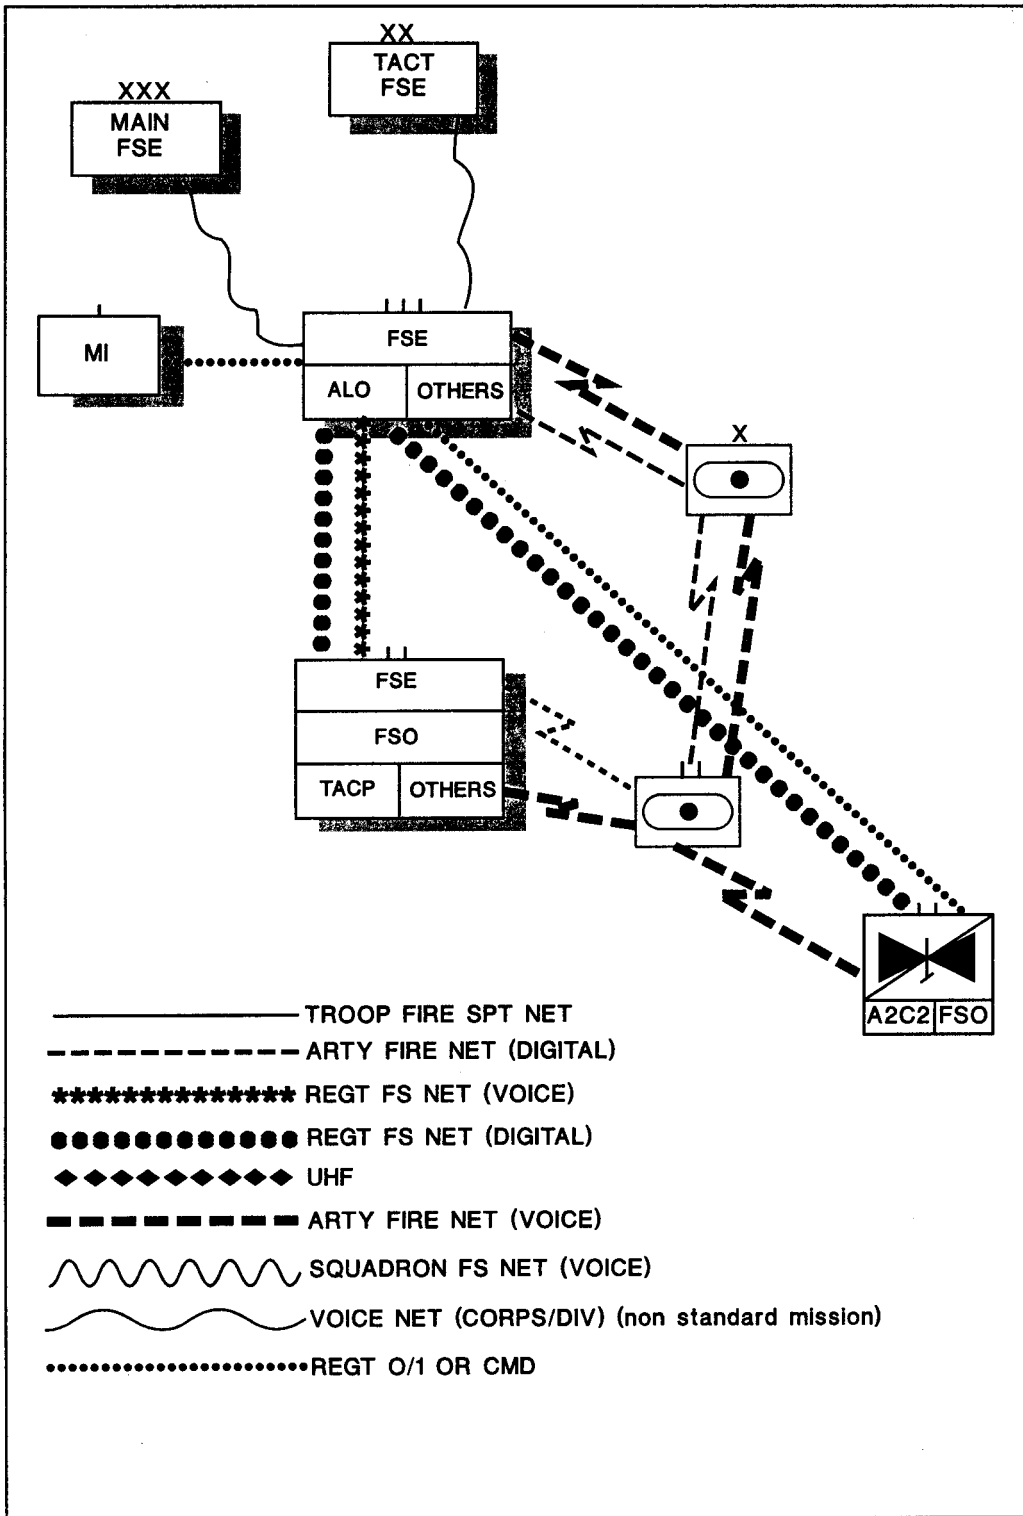 XX
TACT
FSE
XXX
MAIN
FSE
MI
FSE
ALO
OTHERS
X
FSE
FSO
TACP
OTHERS
A2C2
FSO
TROOP FIRE SPT NET
ARTY FIRE NET (DIGITAL)
REGT FS NET (VOICE)
REGT FS NET (DIGITAL)
UHF
ARTY FIRE NET (VOICE)
SQUADRON FS NET (VOICE)
VOICE NET (CORPS/DIV) (non standard mission)
REGT O/1 OR CMD